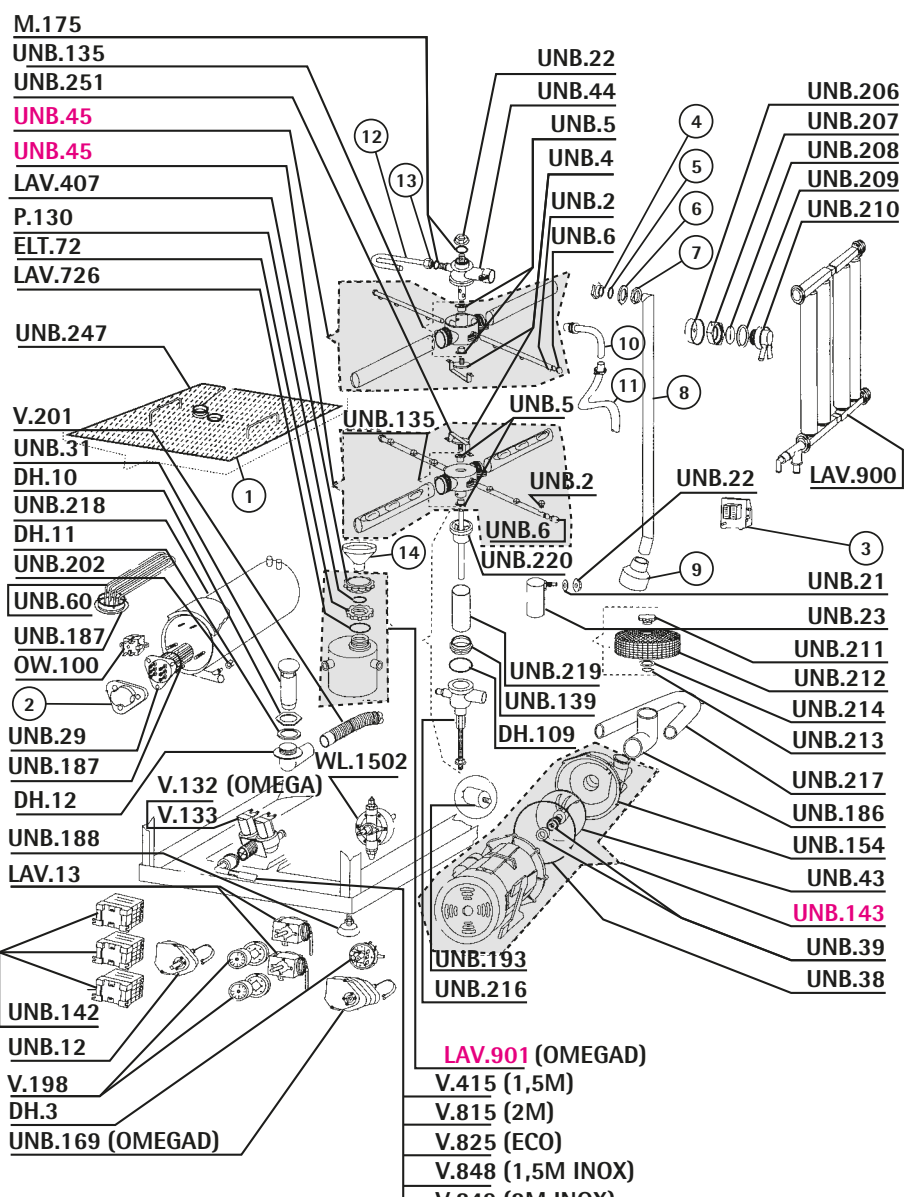 M.175
UNB.135
UNB.251
UNB.45
UNB.45
LAV.407
P.130
ELT.72
LAV.726
UNB.247
V.201
UNB.31
DH.10
UNB.218
DH.11
UNB.202
UNB.60
UNB.187
OW.100
2
UNB.29
UNB.187
DH.12
V.132 (OMEGA)
V.133
UNB.188
LAV.13
UNB.142
UNB.12
V.198
DH.3
UNB.169 (OMEGAD)
1
12
13
UNB.22
UNB.44
UNB.5
UNB.4
UNB.2
UNB.6
4
5
6
7
UNB.206
UNB.207
UNB.208
UNB.209
UNB.210
10
11
8
LAV.900
UNB.135
UNB.5
UNB.2
UNB.6
UNB.220
UNB.22
3
14
9
UNB.21
UNB.23
UNB.211
UNB.212
UNB.214
UNB.213
UNB.217
UNB.186
UNB.154
UNB.43
UNB.143
UNB.39
UNB.38
UNB.219
UNB.139
DH.109
WL.1502
UNB.193
UNB.216
LAV.901 (OMEGAD)
V.415 (1,5M)
V.815 (2M)
V.825 (ECO)
V.848 (1,5M INOX)